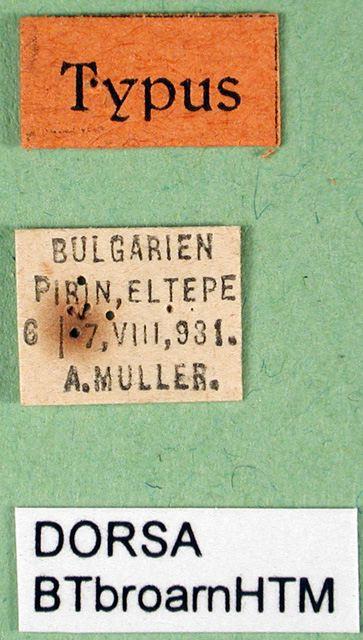 Typus
BULGARIEN
PIRIN, ELTEPE
6 | 7, VIII, 931.
A. MULLER.
DORSA
BTbroarnHTM